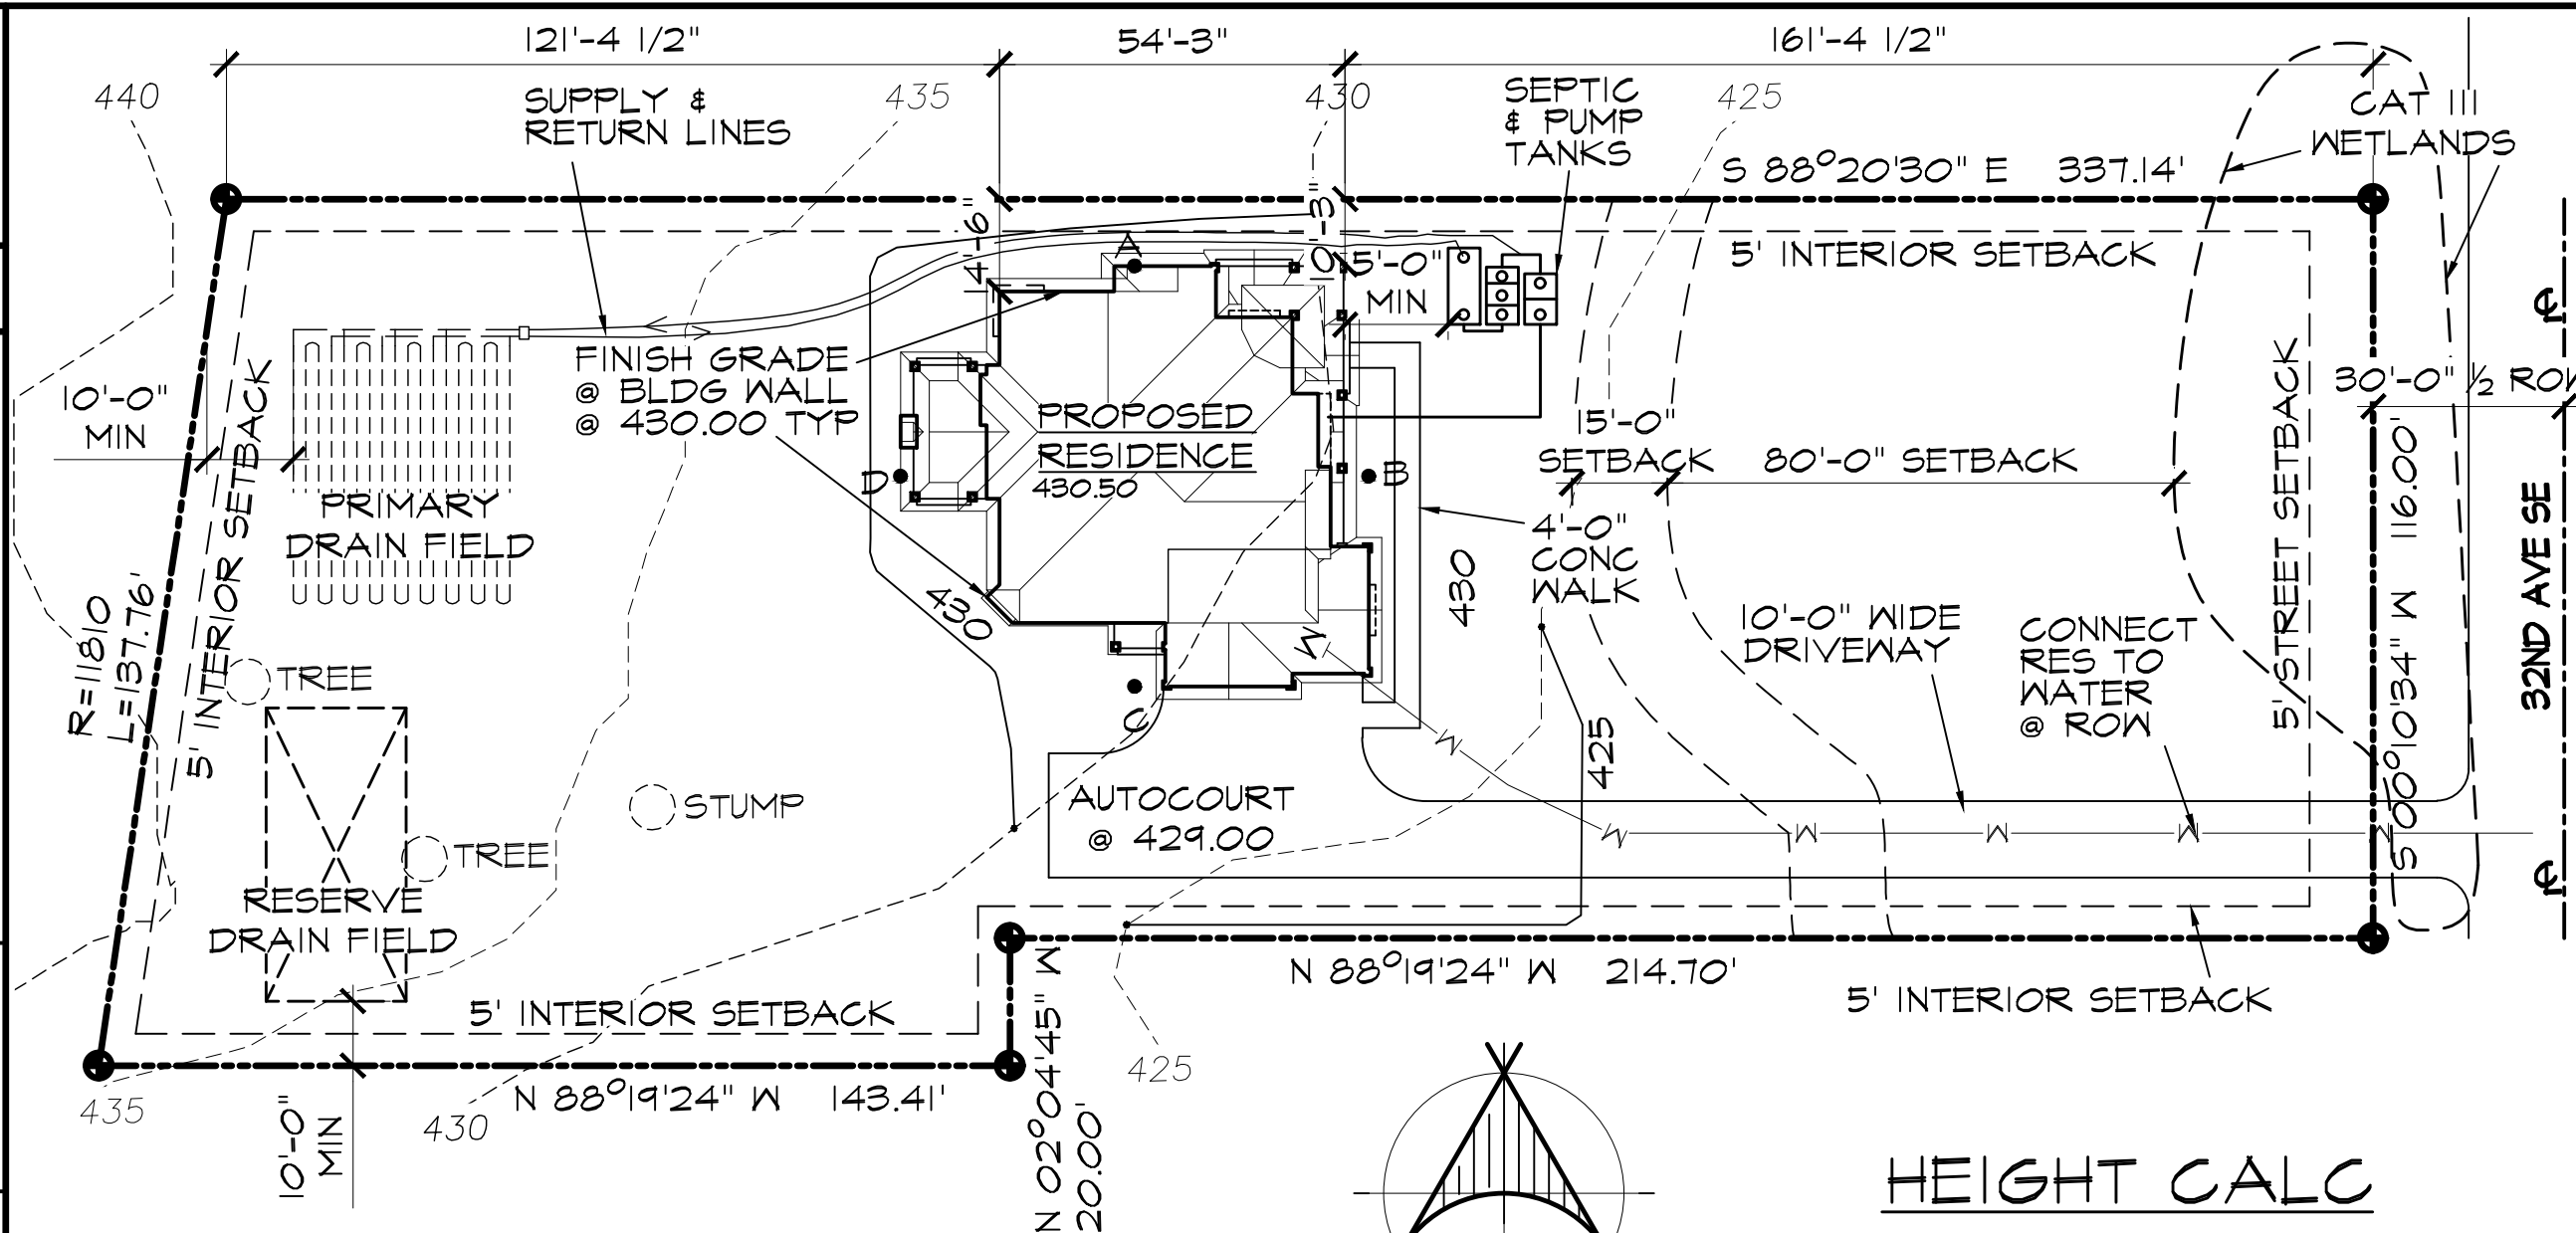 121'-4 1/2"
54'-3"
161'-4 1/2"
440
SUPPLY &
RETURN LINES
435
430
SEPTIC
& PUMP
TANKS
425
CAT III
WETLANDS
S 88°20'30" E 337.14'
14'-6"
A
10'-3"
5'-0"
MIN
5' INTERIOR SETBACK
℄
10'-0"
MIN
5' INTERIOR SETBACK
FINISH GRADE
@ BLDG WALL
@ 430.00 TYP
PROPOSED
RESIDENCE
430.50
D
B
15'-0"
SETBACK
80'-0" SETBACK
5' STREET SETBACK
30'-0" ½ ROW
S 00°10'34" W 116.00'
32ND AVE SE
PRIMARY
DRAIN FIELD
4'-0"
CONC
WALK
430
430
R=1180
L=137.76'
TREE
W
10'-0" WIDE
DRIVEWAY
CONNECT
RES TO
WATER
@ ROW
C
W
425
STUMP
AUTOCOURT
@ 429.00
W W W W W
TREE
℄
RESERVE
DRAIN FIELD
5' INTERIOR SETBACK
N 88°19'24" W 214.70'
5' INTERIOR SETBACK
N 02°04'45" W
20.00'
425
435
430
N 88°19'24" W 143.41'
10'-0"
MIN
HEIGHT CALC